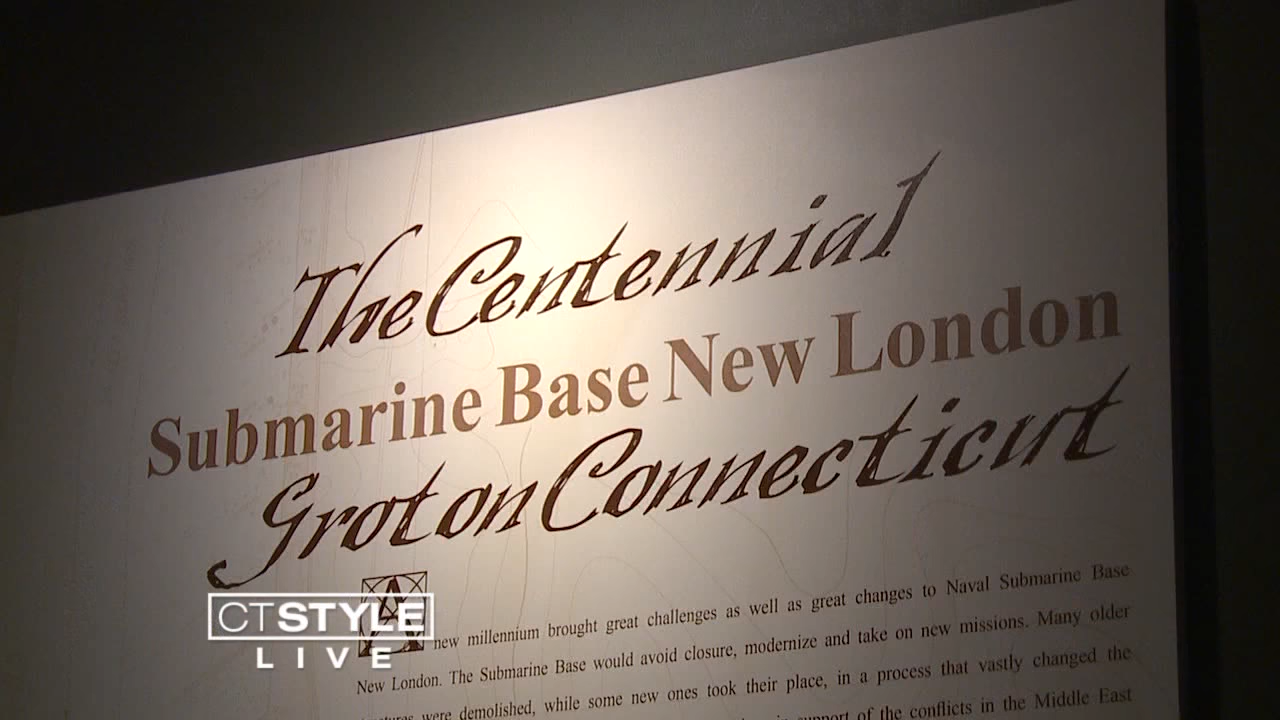 The Centennial
Submarine Base New London
Groton Connecticut
A new millennium brought great challenges as well as great changes to Naval Submarine Base
New London. The Submarine Base would avoid closure, modernize and take on new missions. Many older
were demolished, while some new ones took their place, in a process that vastly changed the
support of the conflicts in the Middle East
CT STYLE
LIVE